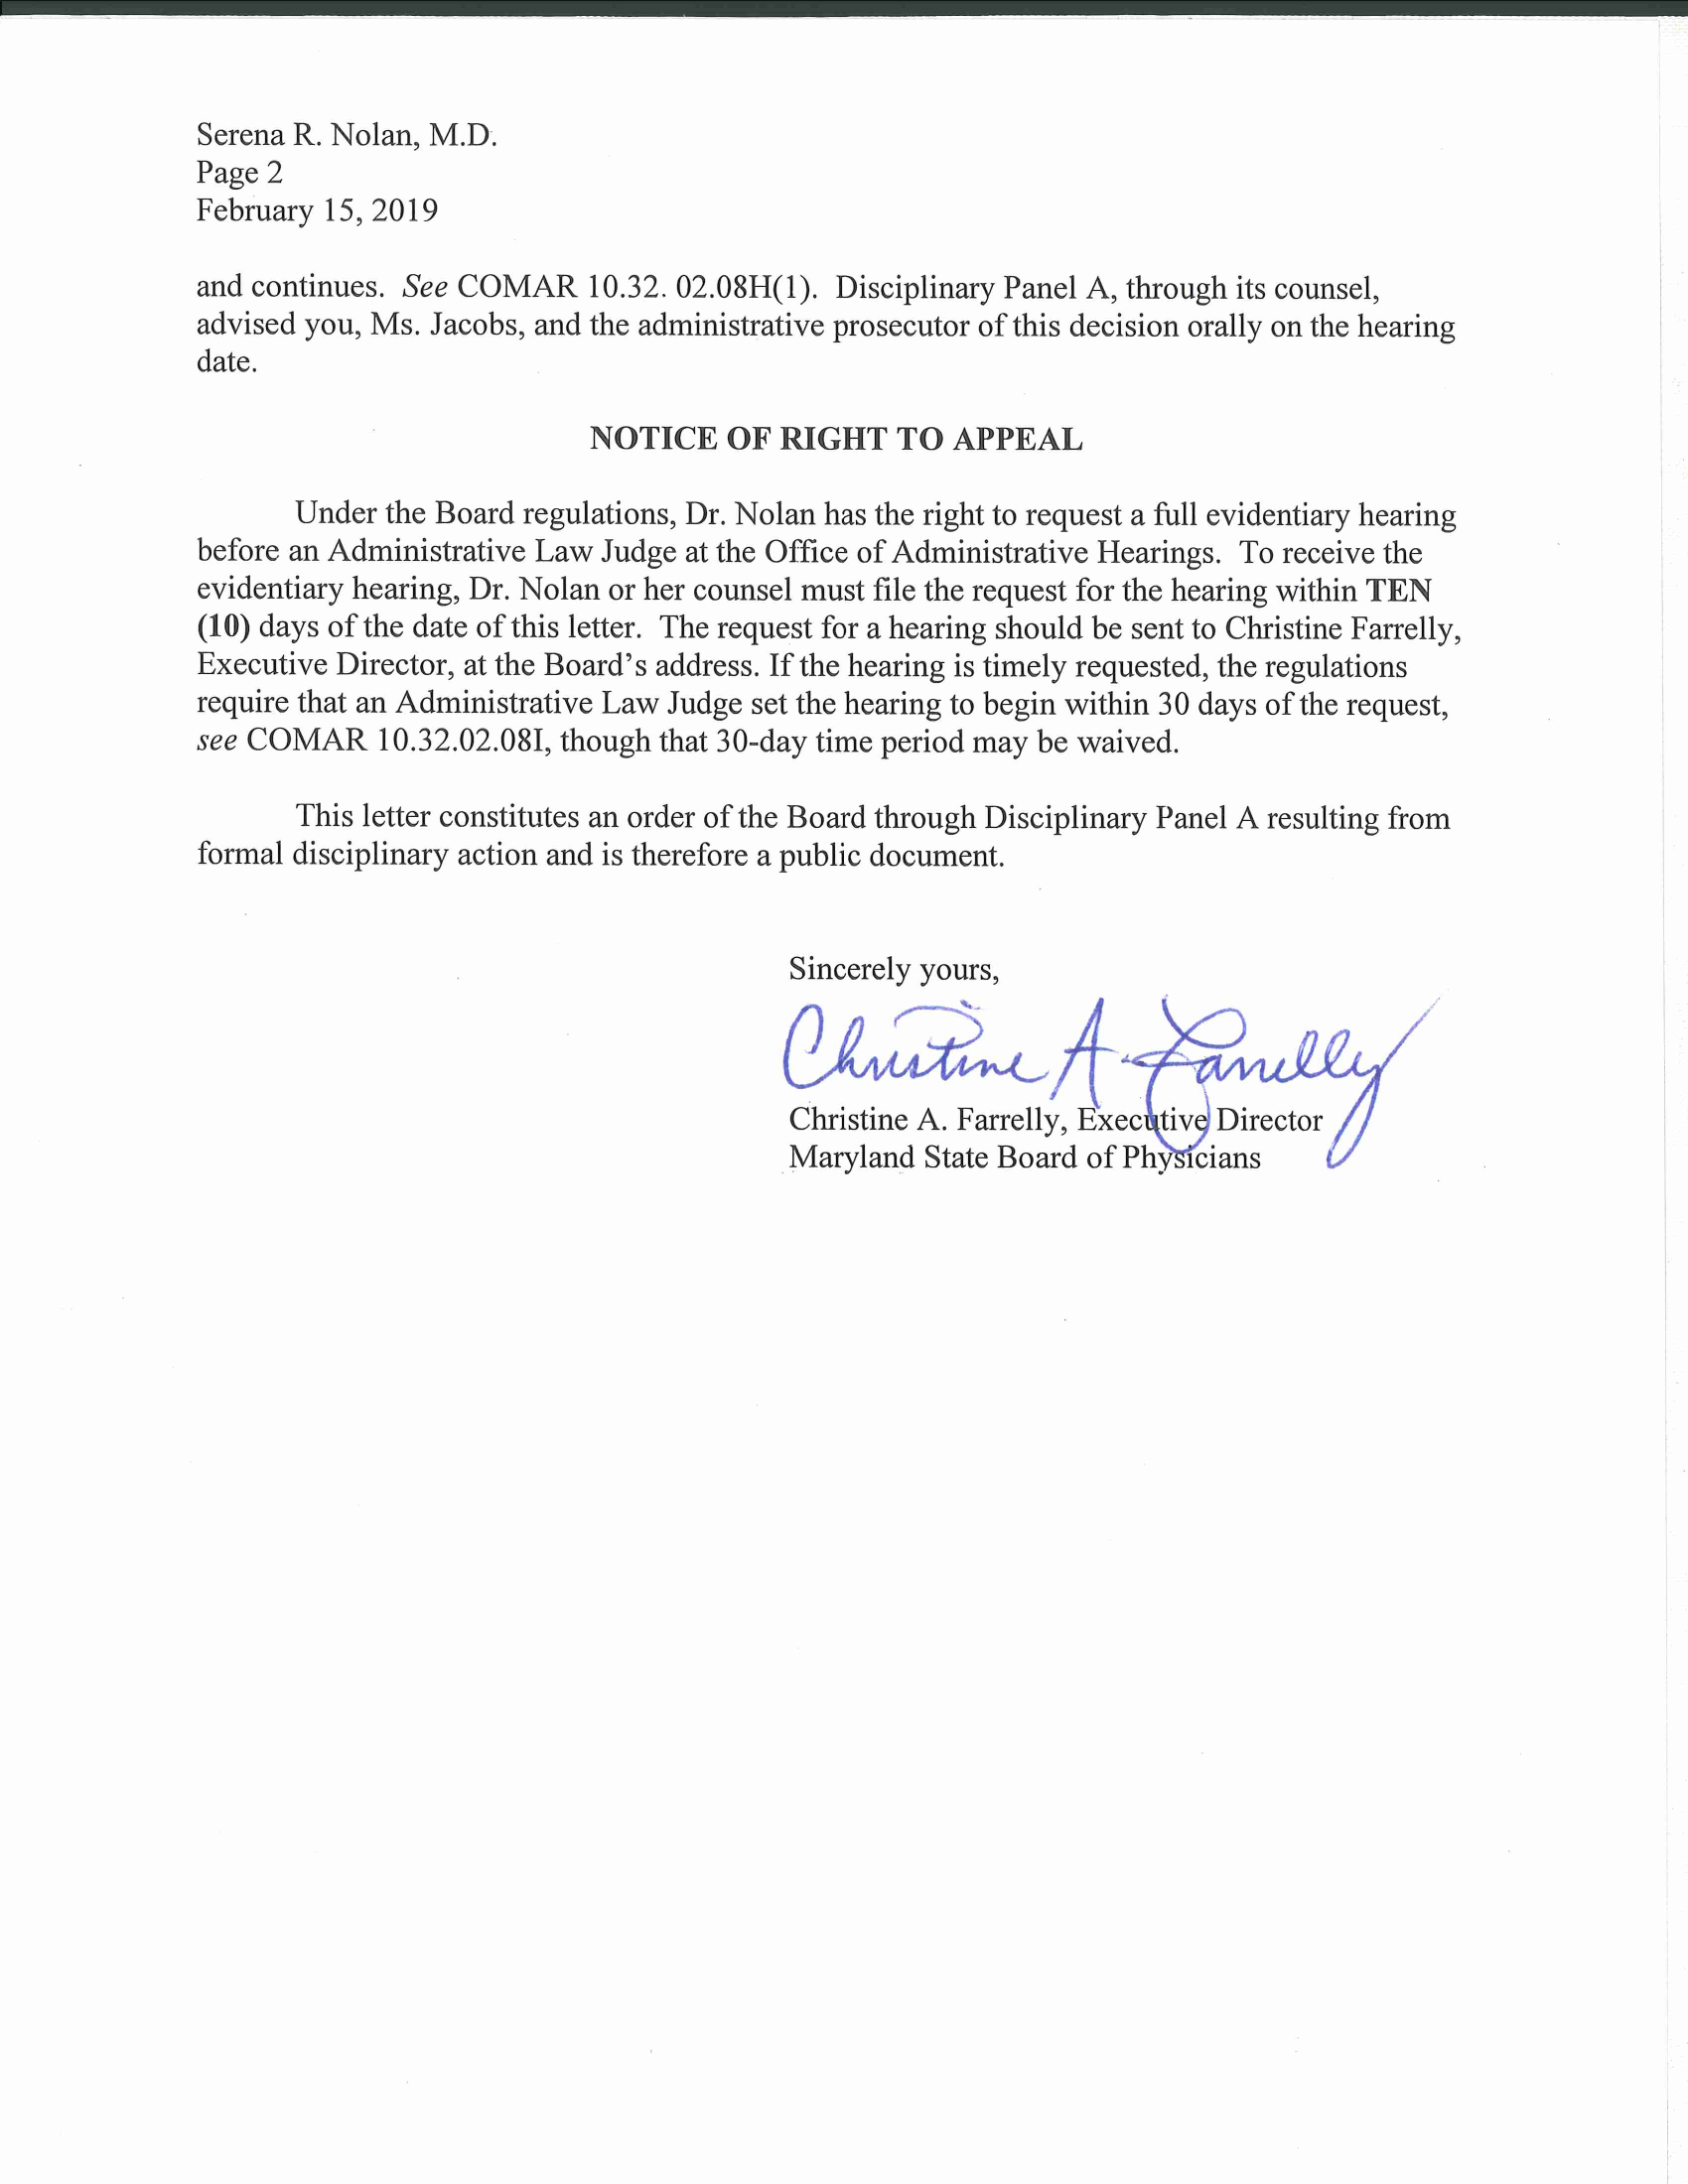 Serena R. Nolan, M.D.
Page 2
February 15, 2019
and continues. See COMAR 10.32. 02.08H(1). Disciplinary Panel A, through its counsel,
advised you, Ms. Jacobs, and the administrative prosecutor of this decision orally on the hearing
date.
NOTICE OF RIGHT TO APPEAL
Under the Board regulations, Dr. Nolan has the right to request a full evidentiary hearing
before an Administrative Law Judge at the Office of Administrative Hearings. To receive the
evidentiary hearing, Dr. Nolan or her counsel must file the request for the hearing within TEN
(10) days of the date of this letter. The request for a hearing should be sent to Christine Farrelly,
Executive Director, at the Board's address. If the hearing is timely requested, the regulations
require that an Administrative Law Judge set the hearing to begin within 30 days of the request,
see COMAR 10.32.02.08I, though that 30-day time period may be waived.
This letter constitutes an order of the Board through Disciplinary Panel A resulting from
formal disciplinary action and is therefore a public document.
Sincerely yours,
Christine A. Farrelly
Christine A. Farrelly, Executive Director
Maryland State Board of Physicians